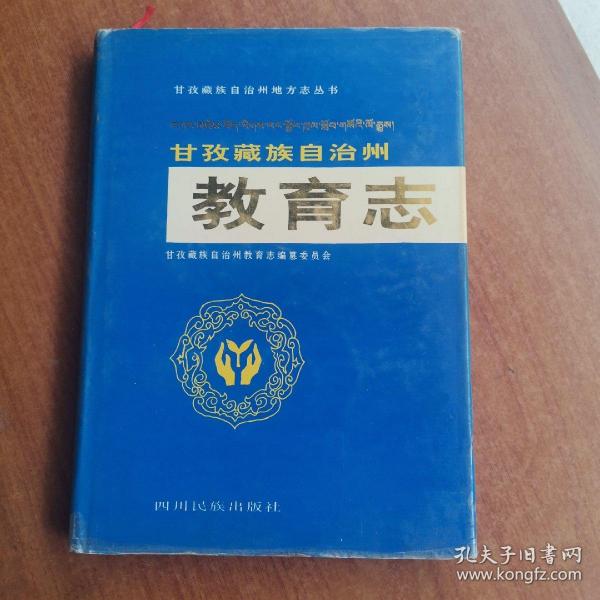 甘孜藏族自治州地方志丛书
甘孜藏族自治州
教育志
甘孜藏族自治州教育志编纂委员会
四川民族出版社
孔夫子旧书网
www.kongfz.com